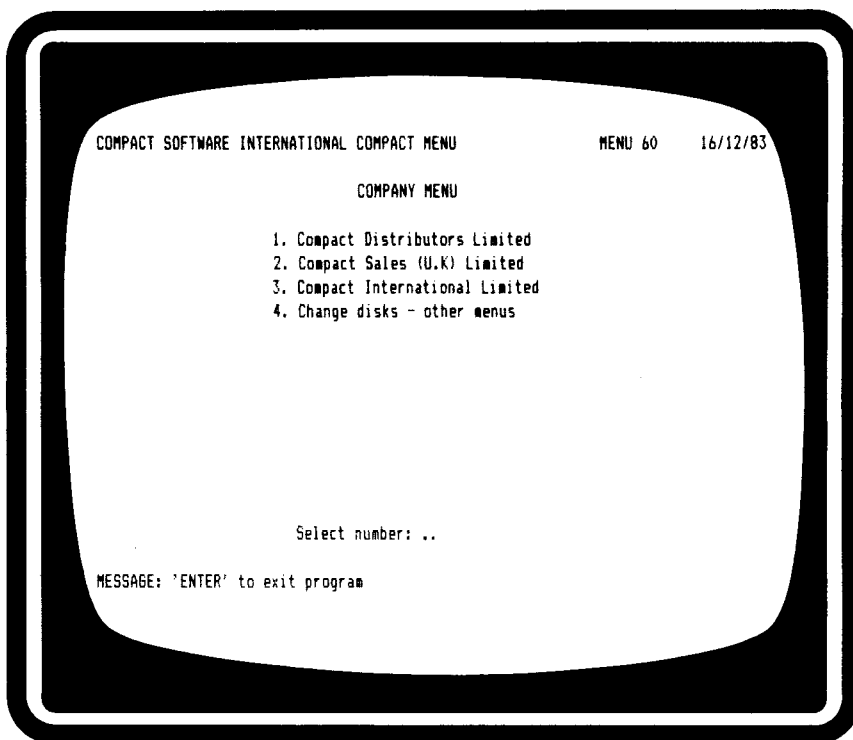 COMPACT SOFTWARE INTERNATIONAL COMPACT MENU MENU 60 16/12/83
COMPANY MENU
1. Compact Distributors Limited
2. Compact Sales (U.K) Limited
3. Compact International Limited
4. Change disks - other menus
Select number: ..
MESSAGE: 'ENTER' to exit program